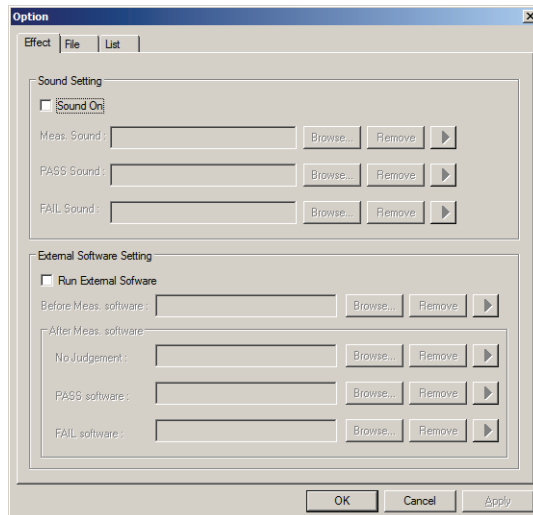 Option
Effect File List
Sound Setting
Sound On
Meas. Sound : Browse... Remove
PASS Sound : Browse... Remove
FAIL Sound : Browse... Remove
External Software Setting
Run External Sofware
Before Meas. software : Browse... Remove
After Meas. software
No Judgement : Browse... Remove
PASS software : Browse... Remove
FAIL software : Browse... Remove
OK Cancel Apply